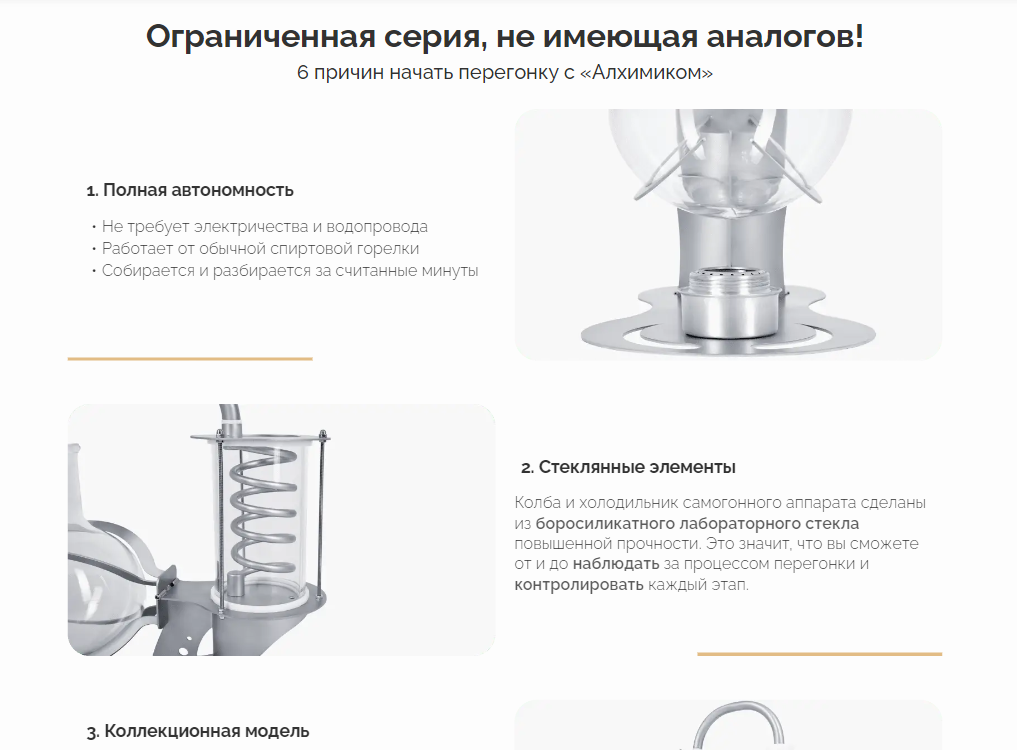 Ограниченная серия, не имеющая аналогов!
6 причин начать перегонку с «Алхимиком»
1. Полная автономность
• Не требует электричества и водопровода
• Работает от обычной спиртовой горелки
• Собирается и разбирается за считанные минуты
2. Стеклянные элементы
Колба и холодильник самогонного аппарата сделаны
из боросиликатного лабораторного стекла
повышенной прочности. Это значит, что вы сможете
от и до наблюдать за процессом перегонки и
контролировать каждый этап.
3. Коллекционная модель